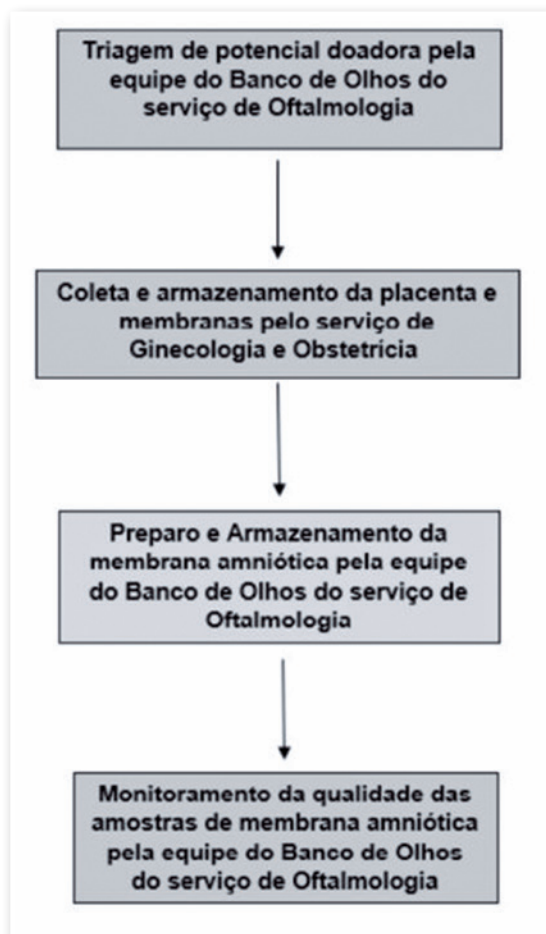 Triagem de potencial doadora pela
equipe do Banco de Olhos do
serviço de Oftalmologia
Coleta e armazenamento da placenta e
membranas pelo serviço de
Ginecologia e Obstetrícia
Preparo e Armazenamento da
membrana amniótica pela equipe
do Banco de Olhos do serviço de
Oftalmologia
Monitoramento da qualidade das
amostras de membrana amniótica
pela equipe do Banco de Olhos
do serviço de Oftalmologia